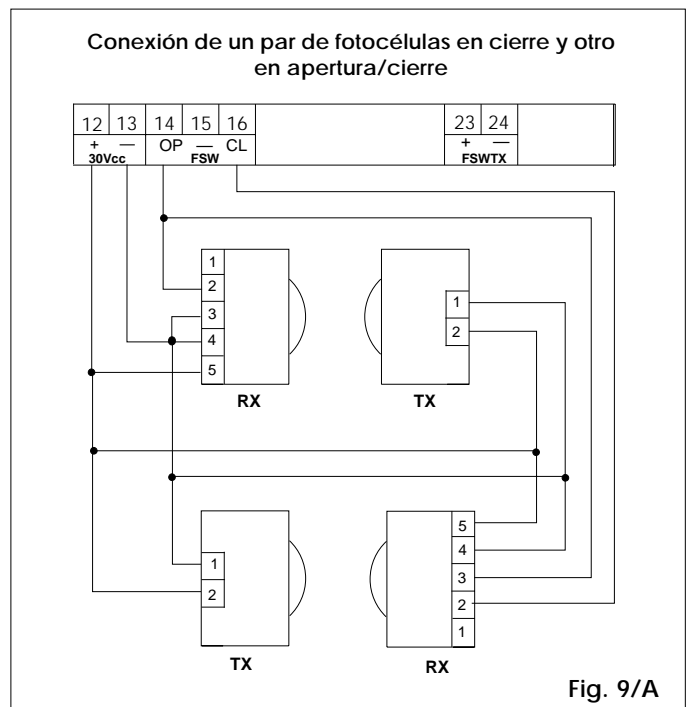 Conexión de un par de fotocélulas en cierre y otro
en apertura/cierre
12 13 14 15 16 23 24
+ — OP — CL + —
30Vcc FSW FSWTX
1
2
3
4
5
RX
1
2
TX
1
2
TX
5
4
3
2
1
RX
Fig. 9/A